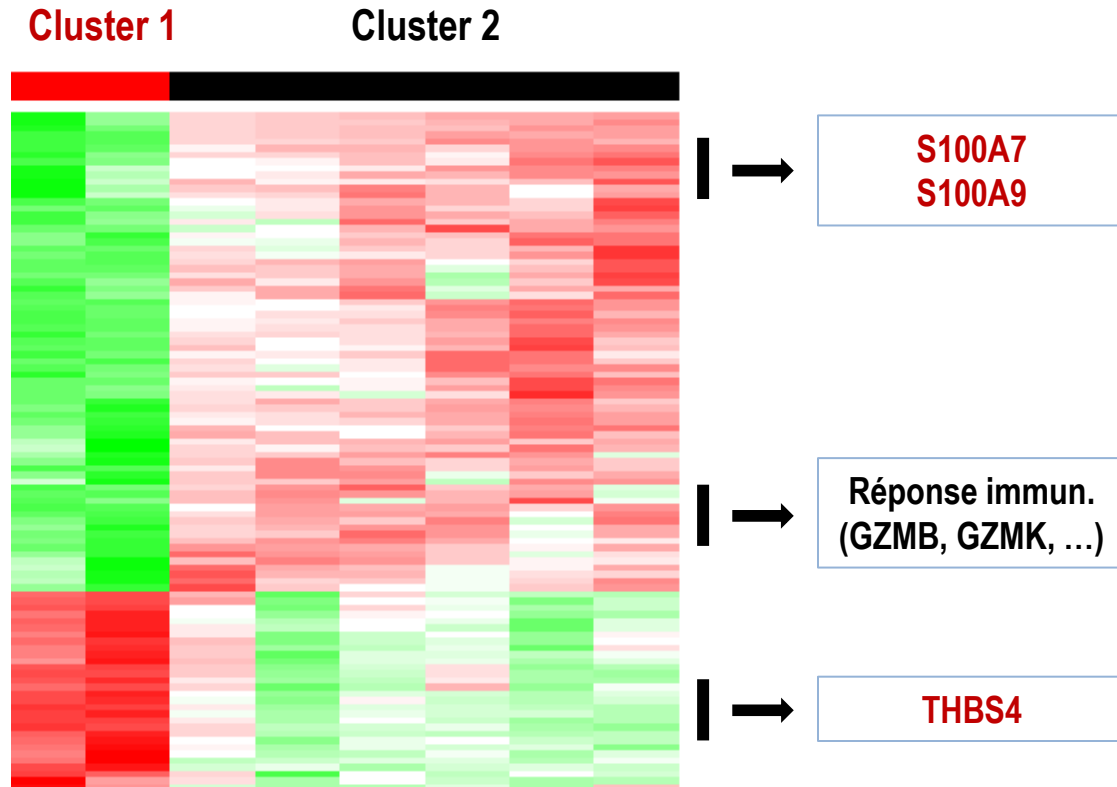 Cluster 1
Cluster 2
S100A7
S100A9
Réponse immun.
(GZMB, GZMK, …)
THBS4